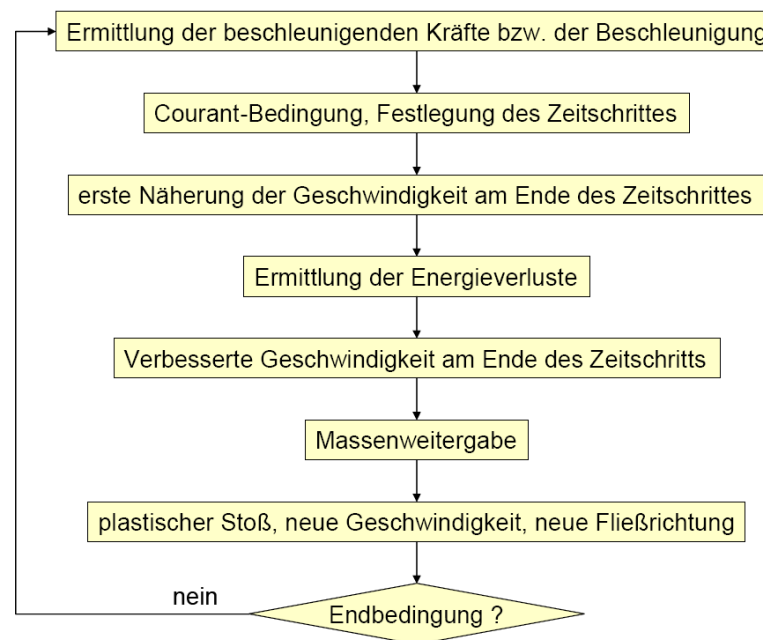 Ermittlung der beschleunigenden Kräfte bzw. der Beschleunigung
Courant-Bedingung, Festlegung des Zeitschrittes
erste Näherung der Geschwindigkeit am Ende des Zeitschrittes
Ermittlung der Energieverluste
Verbesserte Geschwindigkeit am Ende des Zeitschritts
Massenweitergabe
plastischer Stoß, neue Geschwindigkeit, neue Fließrichtung
nein
Endbedingung ?